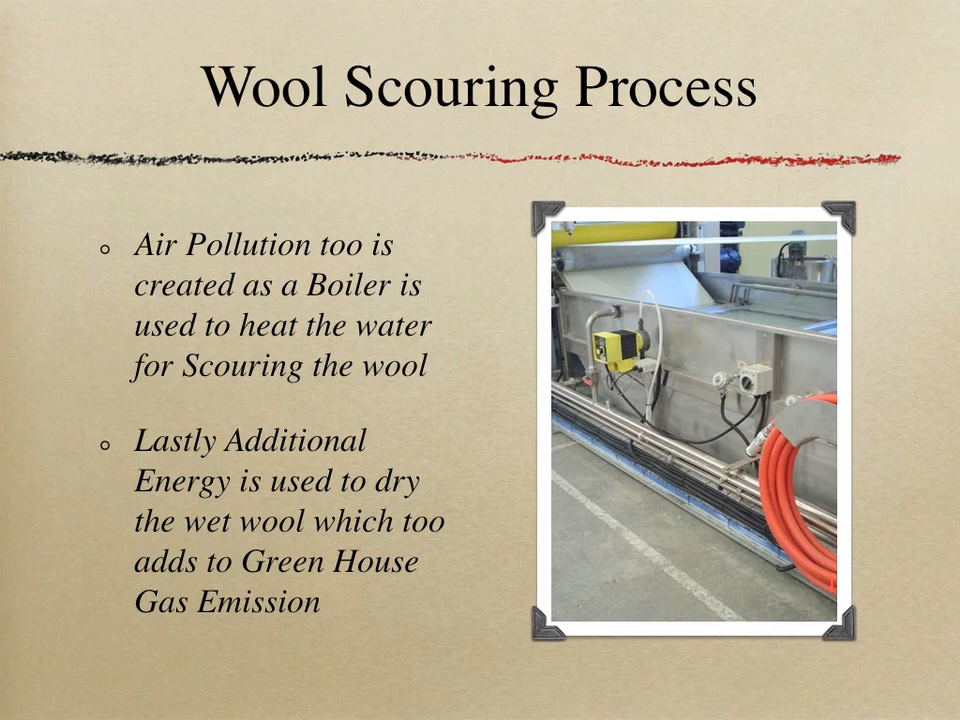 Wool Scouring Process
Air Pollution too is
created as a Boiler is
used to heat the water
for Scouring the wool
Lastly Additional
Energy is used to dry
the wet wool which too
adds to Green House
Gas Emission